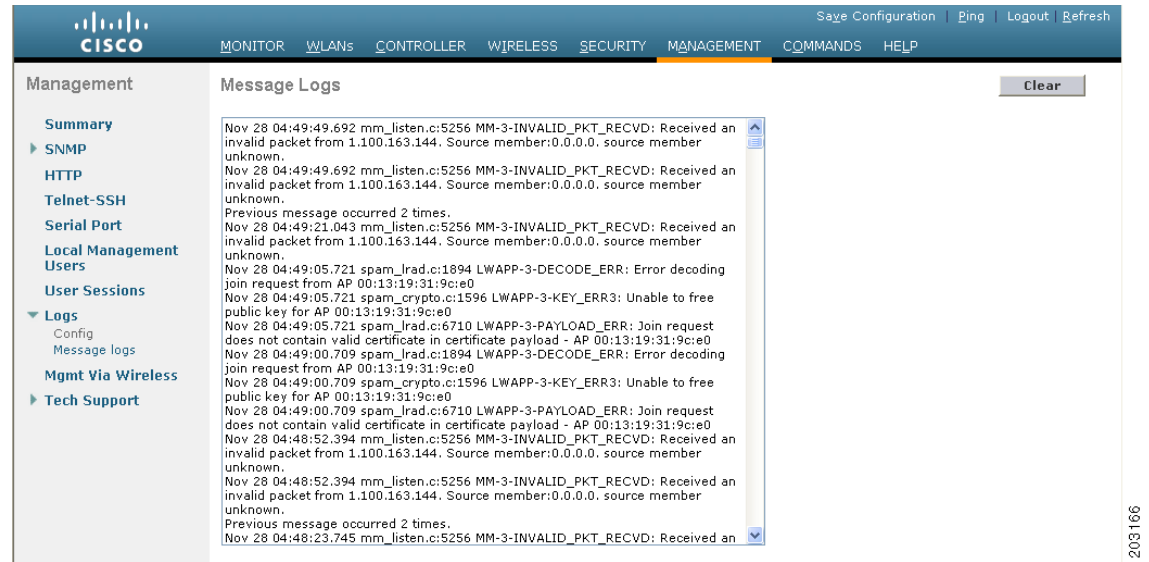 Save Configuration | Ping | Logout | Refresh
CISCO
MONITOR WLANs CONTROLLER WIRELESS SECURITY MANAGEMENT COMMANDS HELP
Management
Summary
SNMP
HTTP
Telnet-SSH
Serial Port
Local Management
Users
User Sessions
Logs
Config
Message logs
Mgmt Via Wireless
Tech Support
Message Logs
Clear
Nov 28 04:49:49.692 mm_listen.c:5256 MM-3-INVALID_PKT_RECVD: Received an
invalid packet from 1.100.163.144. Source member:0.0.0.0. source member
unknown.
Nov 28 04:49:49.692 mm_listen.c:5256 MM-3-INVALID_PKT_RECVD: Received an
invalid packet from 1.100.163.144. Source member:0.0.0.0. source member
unknown.
Previous message occurred 2 times.
Nov 28 04:49:21.043 mm_listen.c:5256 MM-3-INVALID_PKT_RECVD: Received an
invalid packet from 1.100.163.144. Source member:0.0.0.0. source member
unknown.
Nov 28 04:49:05.721 spam_lrad.c:1894 LWAPP-3-DECODE_ERR: Error decoding
join request from AP 00:13:19:31:9c:e0
Nov 28 04:49:05.721 spam_crypto.c:1596 LWAPP-3-KEY_ERR3: Unable to free
public key for AP 00:13:19:31:9c:e0
Nov 28 04:49:05.721 spam_lrad.c:6710 LWAPP-3-PAYLOAD_ERR: Join request
does not contain valid certificate in certificate payload - AP 00:13:19:31:9c:e0
Nov 28 04:49:00.709 spam_lrad.c:1894 LWAPP-3-DECODE_ERR: Error decoding
join request from AP 00:13:19:31:9c:e0
Nov 28 04:49:00.709 spam_crypto.c:1596 LWAPP-3-KEY_ERR3: Unable to free
public key for AP 00:13:19:31:9c:e0
Nov 28 04:49:00.709 spam_lrad.c:6710 LWAPP-3-PAYLOAD_ERR: Join request
does not contain valid certificate in certificate payload - AP 00:13:19:31:9c:e0
Nov 28 04:48:52.394 mm_listen.c:5256 MM-3-INVALID_PKT_RECVD: Received an
invalid packet from 1.100.163.144. Source member:0.0.0.0. source member
unknown.
Nov 28 04:48:52.394 mm_listen.c:5256 MM-3-INVALID_PKT_RECVD: Received an
invalid packet from 1.100.163.144. Source member:0.0.0.0. source member
unknown.
Previous message occurred 2 times.
Nov 28 04:48:23.745 mm_listen.c:5256 MM-3-INVALID_PKT_RECVD: Received an
203166